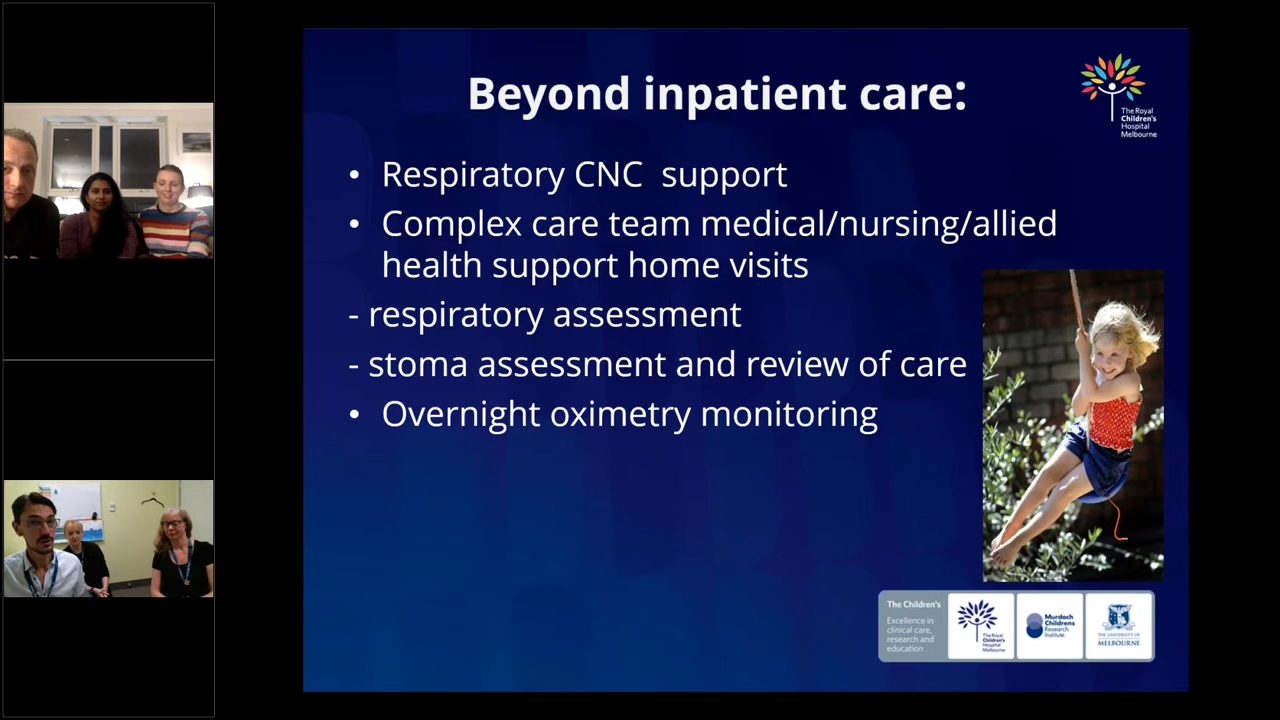 Beyond inpatient care:
The Royal
Children's
Hospital
Melbourne
• Respiratory CNC  support
• Complex care team medical/nursing/allied
health support home visits
- respiratory assessment
- stoma assessment and review of care
• Overnight oximetry monitoring
The Children's
Excellence in
clinical care,
research and
education
The Royal
Children's
Hospital
Melbourne
Murdoch
Childrens
Research
Institute
THE UNIVERSITY OF
MELBOURNE